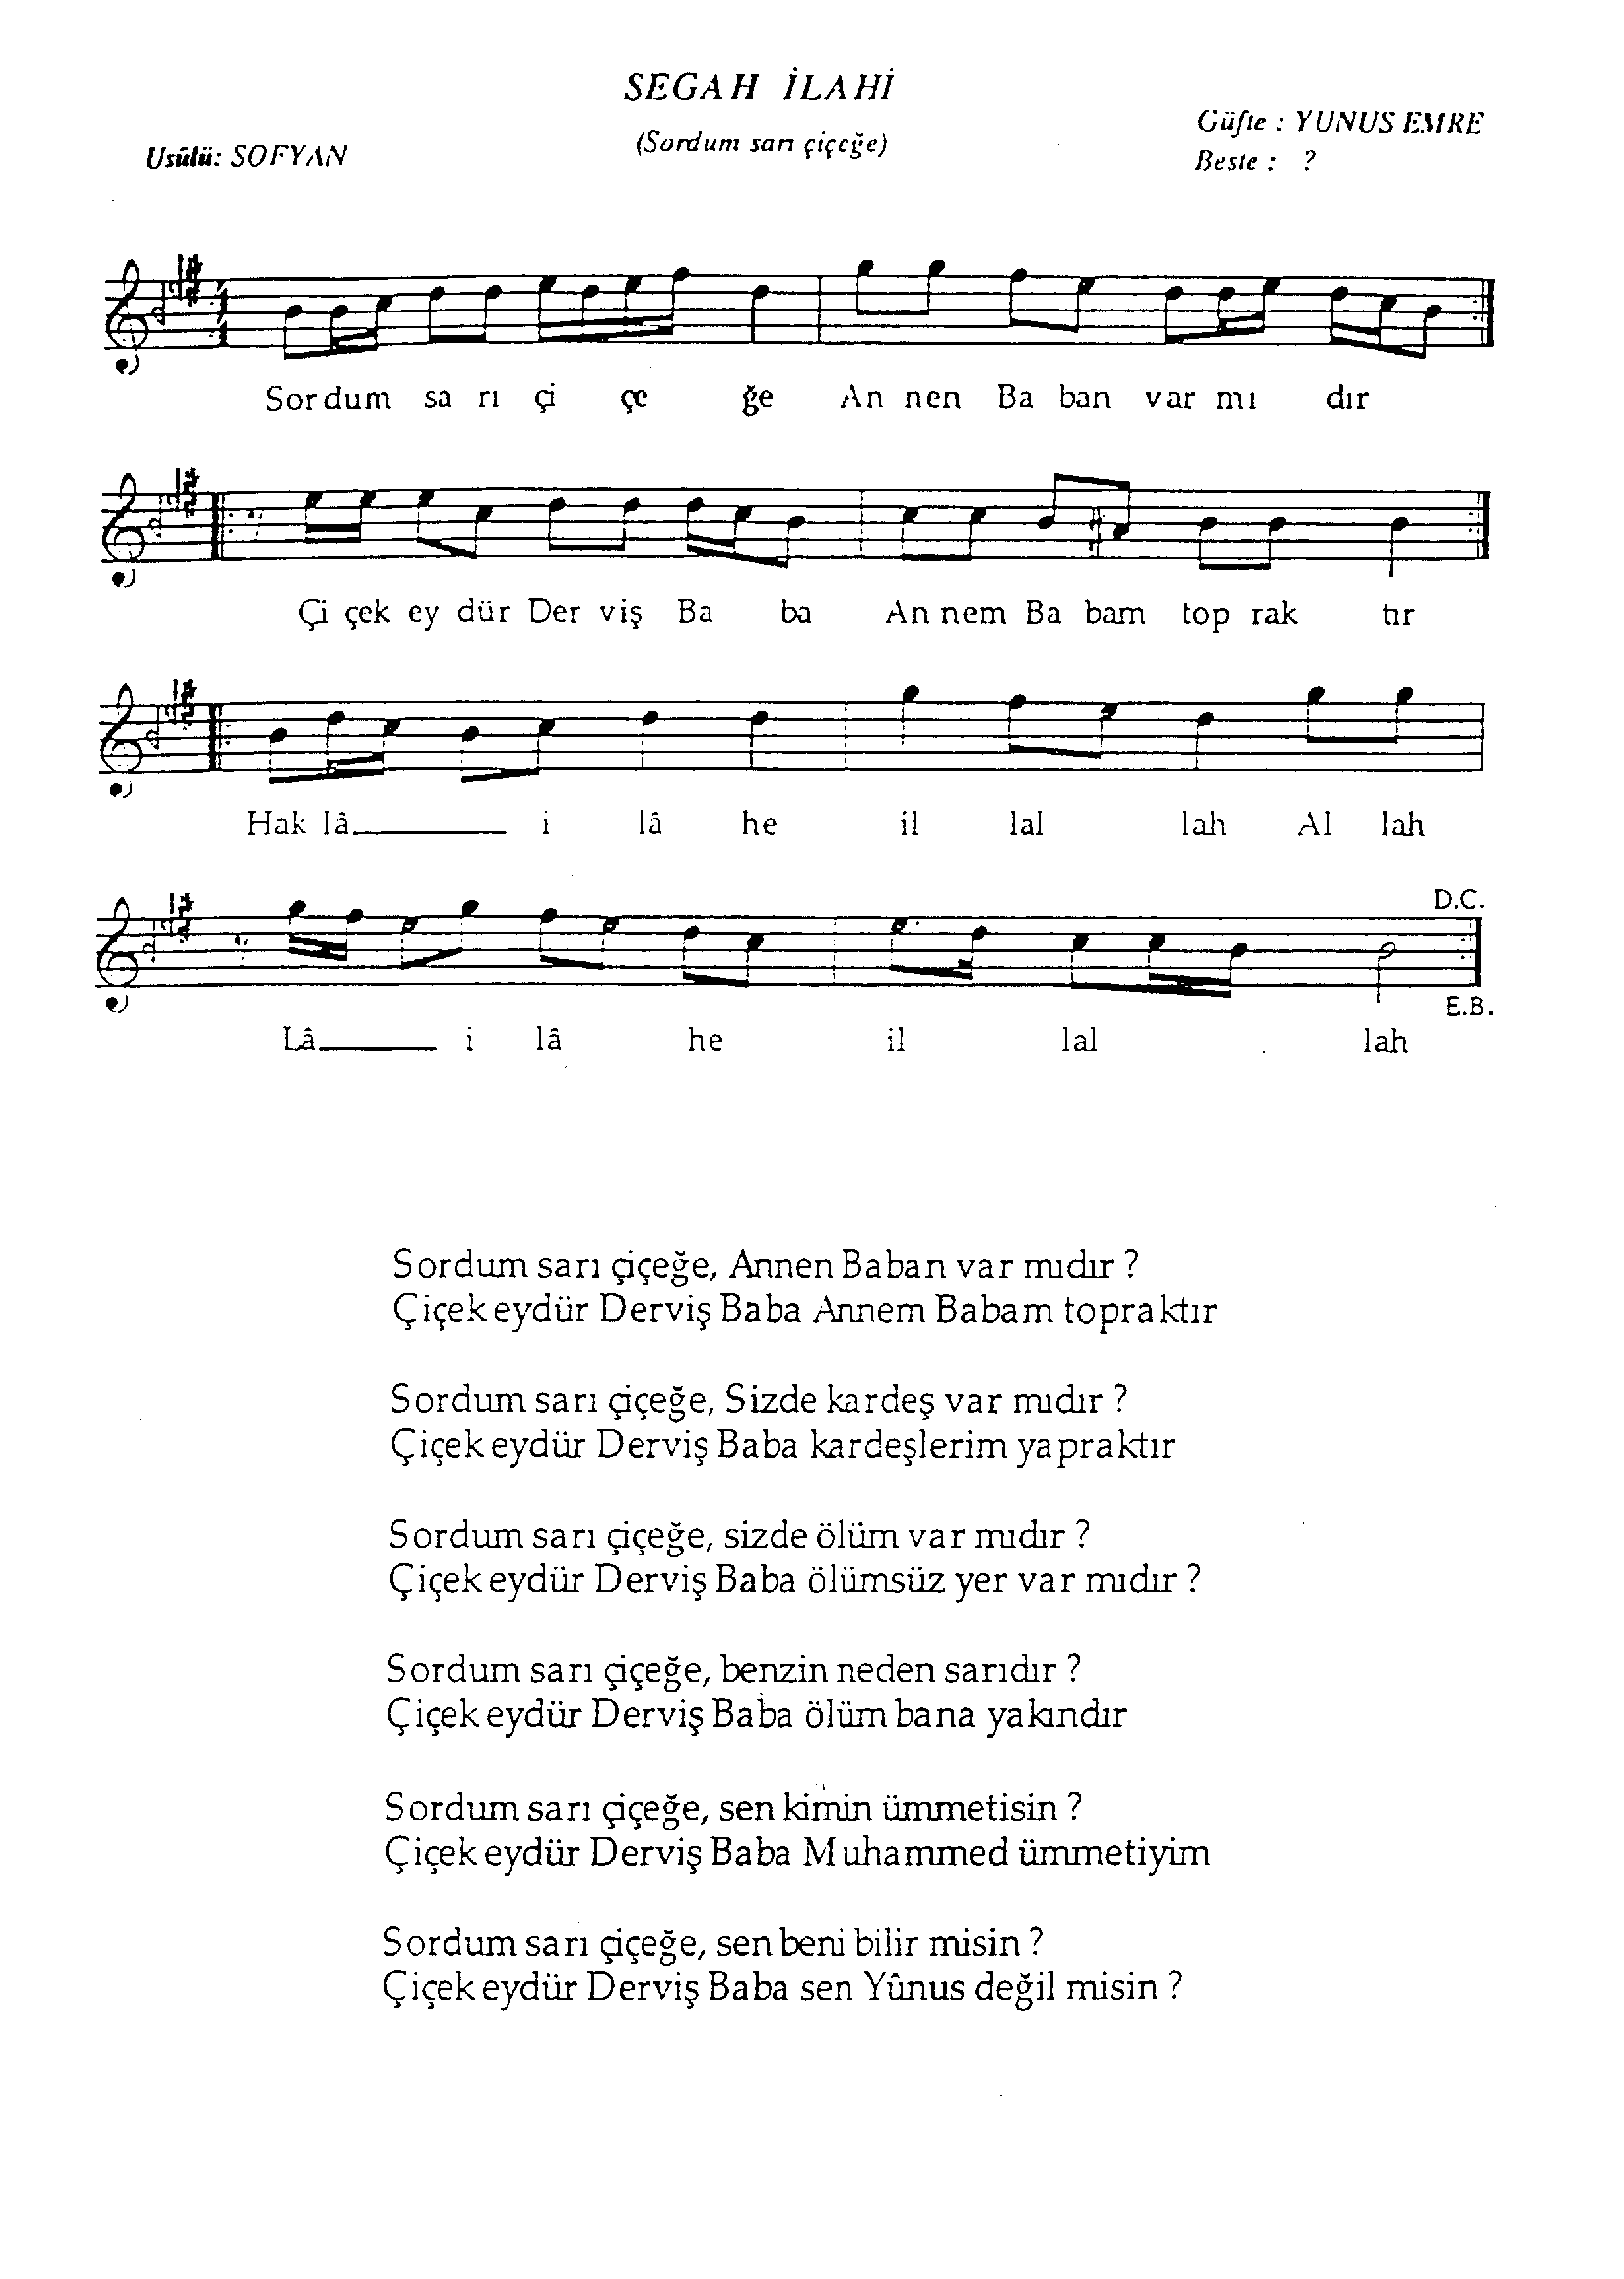 SEGAH İLAHİ
(Sordum sarı çiçeğe)
Usûlü: SOFYAN
Güfte : YUNUS EMRE
Beste : ?
Sordum sa rı çi çe ğe An nen Ba ban var mı dır
Çi çek ey dür Der viş Ba ba An nem Ba bam top rak tır
Hak lâ i lâ he il lal lah Al lah
D.C.
E.B.
Lâ i lâ he il lal lah
Sordum sarı çiçeğe, Annen Baban var mıdır ?
Çiçek eydür Derviş Baba Annem Babam topraktır
Sordum sarı çiçeğe, Sizde kardeş var mıdır ?
Çiçek eydür Derviş Baba kardeşlerim yapraktır
Sordum sarı çiçeğe, sizde ölüm var mıdır ?
Çiçek eydür Derviş Baba ölümsüz yer var mıdır ?
Sordum sarı çiçeğe, benzin neden sarıdır ?
Çiçek eydür Derviş Baba ölüm bana yakındır
Sordum sarı çiçeğe, sen kimin ümmetisin ?
Çiçek eydür Derviş Baba Muhammed ümmetiyim
Sordum sarı çiçeğe, sen beni bilir misin ?
Çiçek eydür Derviş Baba sen Yûnus değil misin ?